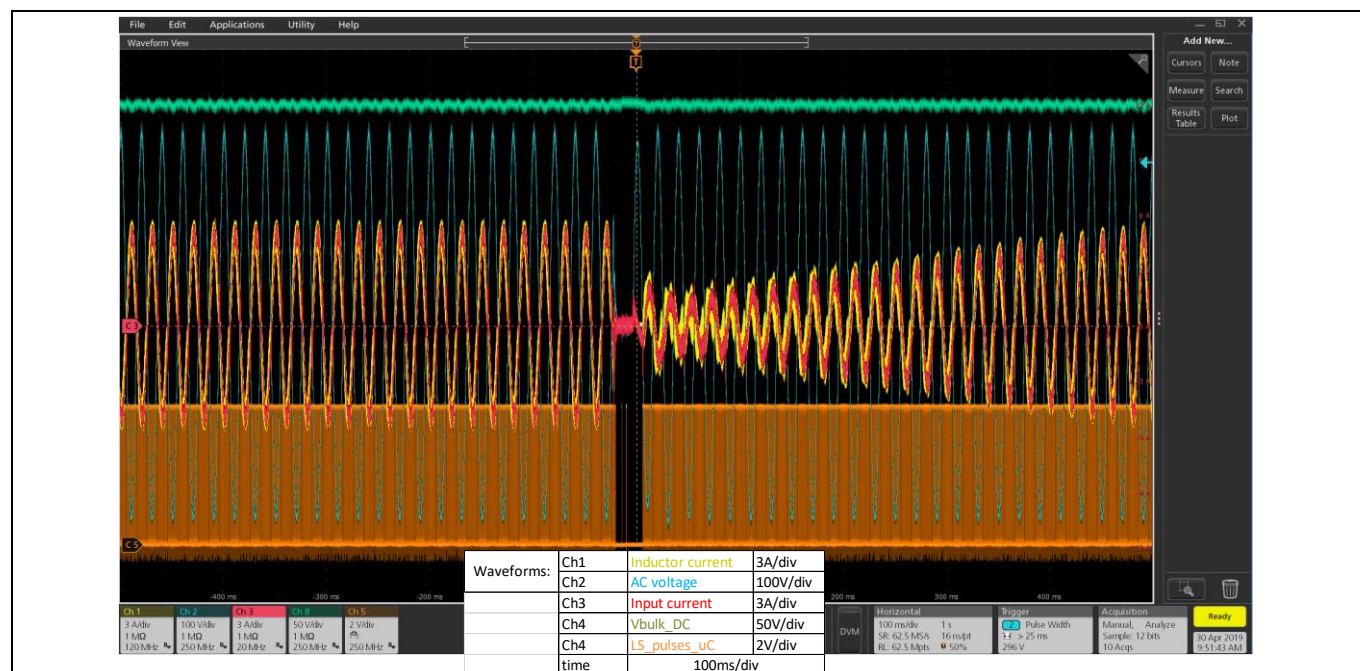 File Edit Applications Utility Help
Waveform View
Add New...
Cursors Note
Measure Search
Results Table Plot
T
T
6 A
C 3
C 5
-400 ms -300 ms -200 ms 200 ms 300 ms 400 ms
Waveforms: Ch1 Inductor current 3A/div
Ch2 AC voltage 100V/div
Ch3 Input current 3A/div
Ch4 Vbulk_DC 50V/div
Ch4 LS_pulses_uC 2V/div
time 100ms/div
Ch 1
3 A/div
1 MΩ
120 MHz
Ch 2
100 V/div
1 MΩ
250 MHz
Ch 3
3 A/div
1 MΩ
20 MHz
Ch 8
50 V/div
1 MΩ
250 MHz
Ch 5
2 V/div
250 MHz
DVM
Horizontal
100 ms/div 1 s
SR: 62.5 MS/s 16 ns/pt
RL: 62.5 Mpts 50%
Trigger
2 Pulse Width
> 25 ms
296 V
Acquisition
Manual, Analyze
Sample: 12 bits
10 Acqs
Ready
30 Apr 2019
9:51:43 AM